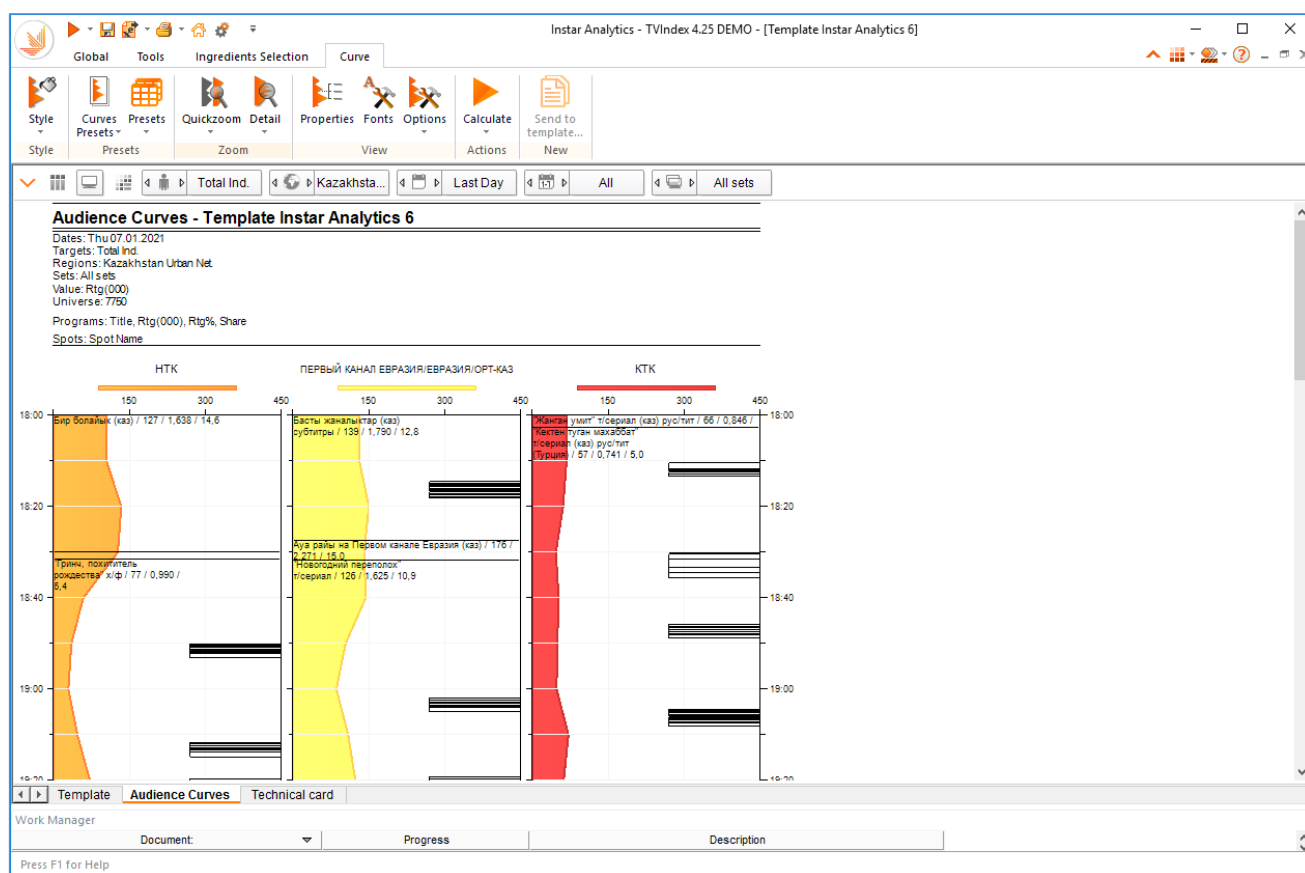 Instar Analytics - TVIndex 4.25 DEMO - [Template Instar Analytics 6]
Global Tools Ingredients Selection Curve
Style Curves Presets Presets Quickzoom Detail Properties Fonts Options Calculate Send to template...
Style Presets Zoom View Actions New
Total Ind. Kazakhsta... Last Day 1-1 All All sets
Audience Curves - Template Instar Analytics 6
Dates: Thu 07.01.2021
Targets: Total Ind.
Regions: Kazakhstan Urban Net
Sets: All sets
Value: Rtg(000)
Universe: 7750
Programs: Title, Rtg(000), Rtg%, Share
Spots: Spot Name
НТК ПЕРВЫЙ КАНАЛ ЕВРАЗИЯ/ЕВРАЗИЯ/ОРТ-КАЗ КТК
150 300 450 150 300 450 150 300 450
18:00 Бир болайык (каз) / 127 / 1,638 / 14,6 Басты жаналыктар (каз) "Жанган умит" т/сериал (каз) рус/тит / 66 / 0,846 / 18:00
субтитры / 139 / 1,790 / 12,8 "Кектен туган махаббат"
т/сериал (каз) рус/тит
(Турция) / 57 / 0,741 / 5,0
18:20 18:20
Ауа райы на Первом канале Евразия (каз) / 176 /
2,271 / 15,0
"Гринч, похититель "Новогодний переполох"
рождества" х/ф / 77 / 0,990 / т/сериал / 126 / 1,625 / 10,9
5,4
18:40 18:40
19:00 19:00
19:20 19:20
Template Audience Curves Technical card
Work Manager
Document: Progress Description
Press F1 for Help